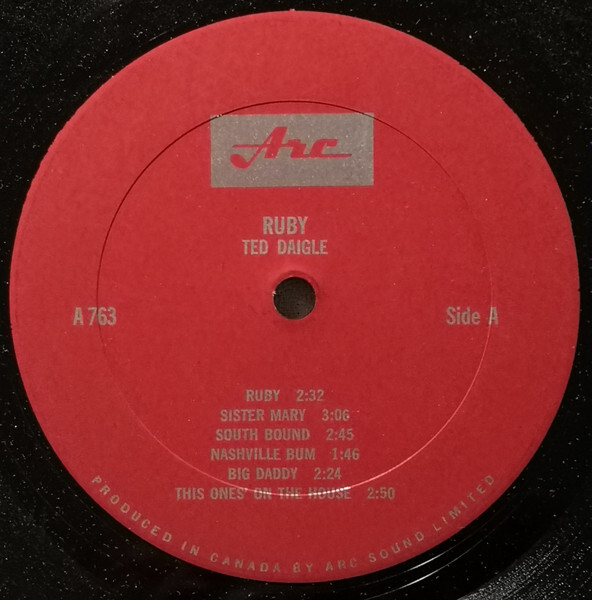 Arc
RUBY
TED DAIGLE
A 763
Side A
RUBY 2:32
SISTER MARY 3:06
SOUTH BOUND 2:45
NASHVILLE BUM 1:46
BIG DADDY 2:24
THIS ONES' ON THE HOUSE 2:50
PRODUCED IN CANADA BY ARC SOUND LIMITED